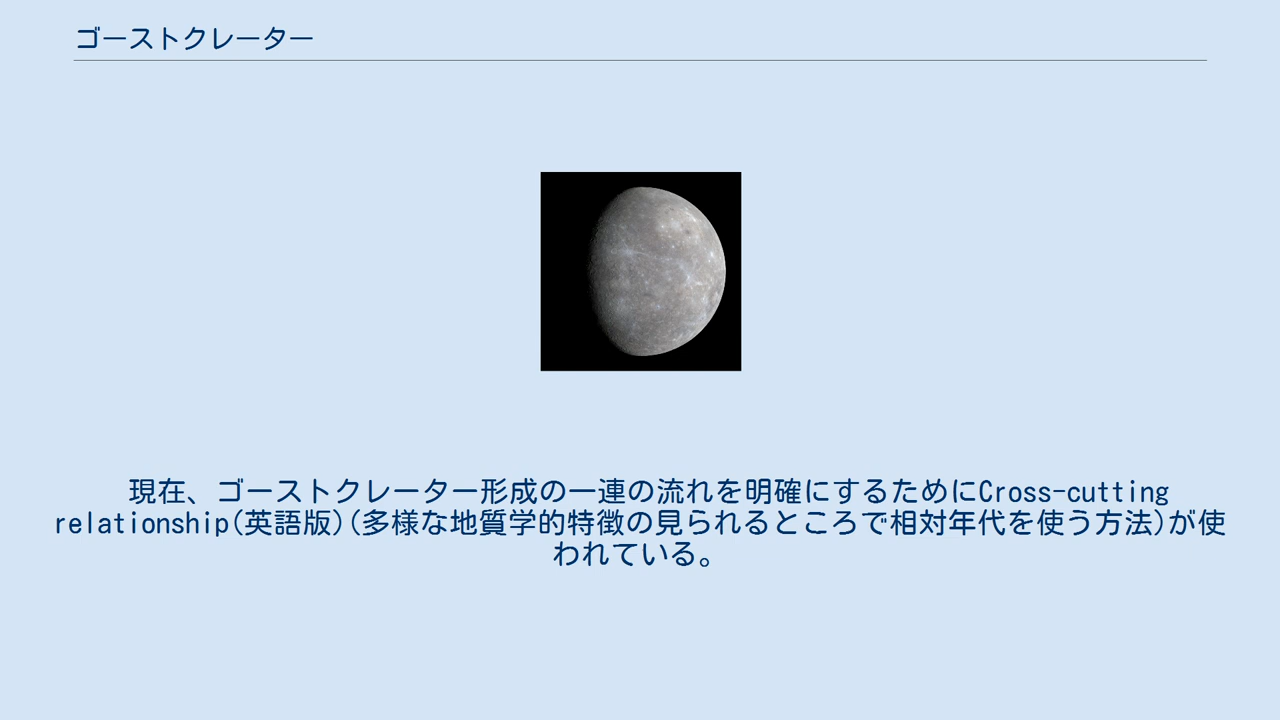 ゴーストクレーター
現在、ゴーストクレーター形成の一連の流れを明確にするためにCross-cutting
relationship(英語版)(多様な地質学的特徴の見られるところで相対年代を使う方法)が使
われている。